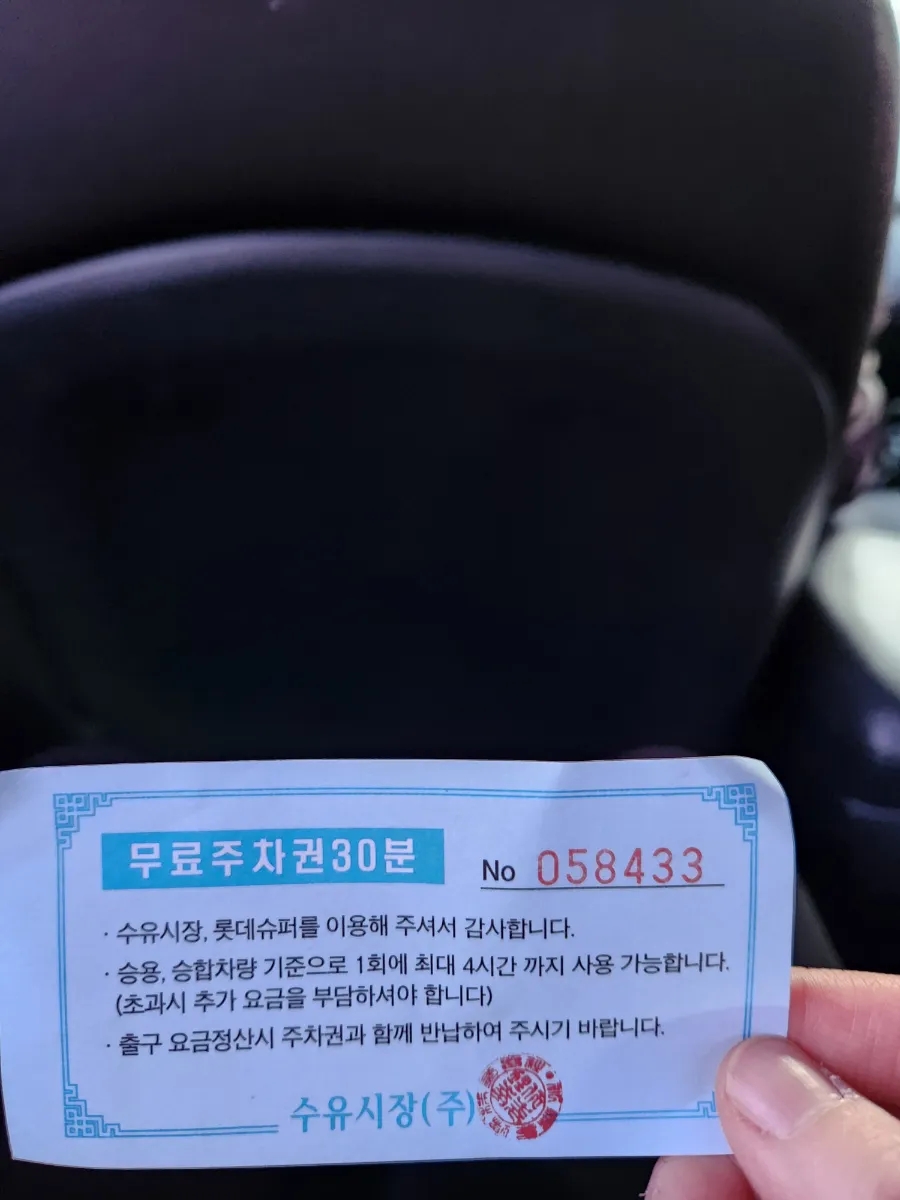 무료주차권30분
No 058433
· 수유시장, 롯데슈퍼를 이용해 주셔서 감사합니다.
· 승용, 승합차량 기준으로 1회에 최대 4시간 까지 사용 가능합니다.
(초과시 추가 요금을 부담하셔야 합니다)
· 출구 요금정산시 주차권과 함께 반납하여 주시기 바랍니다.
수유시장(주)